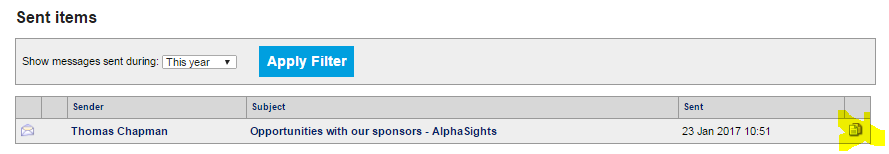 Sent items
Show messages sent during: This year Apply Filter
Sender Subject Sent
Thomas Chapman Opportunities with our sponsors - AlphaSights 23 Jan 2017 10:51